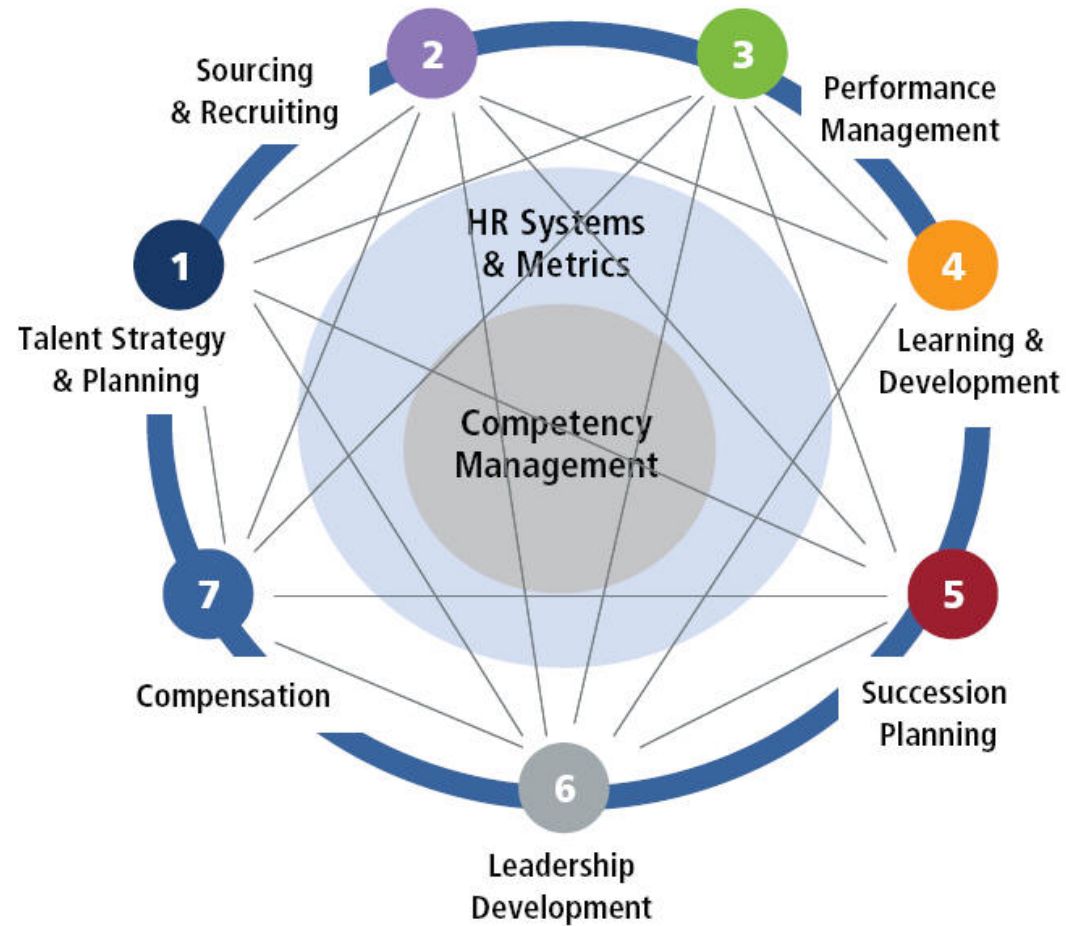 1
Talent Strategy
& Planning
2
Sourcing
& Recruiting
3
Performance
Management
4
Learning &
Development
5
Succession
Planning
6
Leadership
Development
7
Compensation
HR Systems
& Metrics
Competency
Management